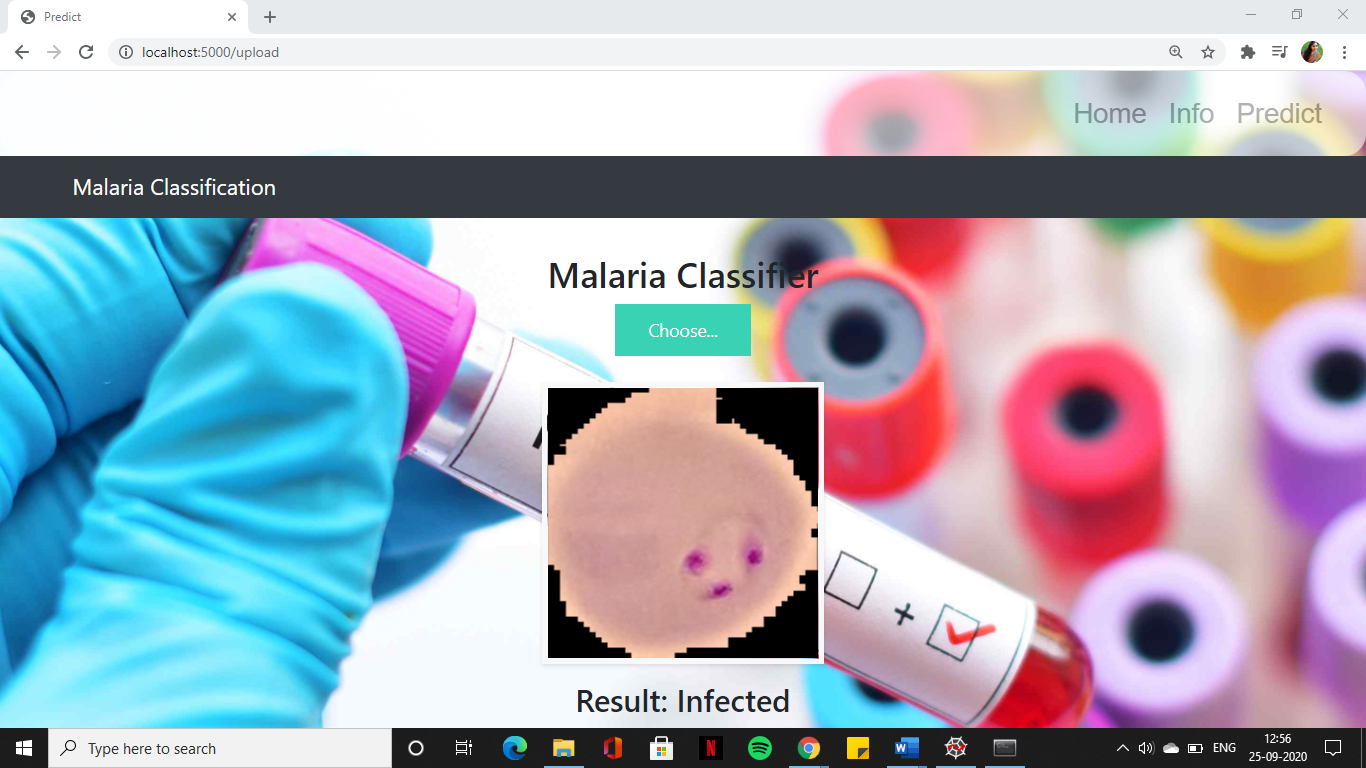 Predict
localhost:5000/upload
Home Info Predict
Malaria Classification
Malaria Classifier
Choose...
+
Result: Infected
Type here to search
N
W
ENG
12:56
25-09-2020